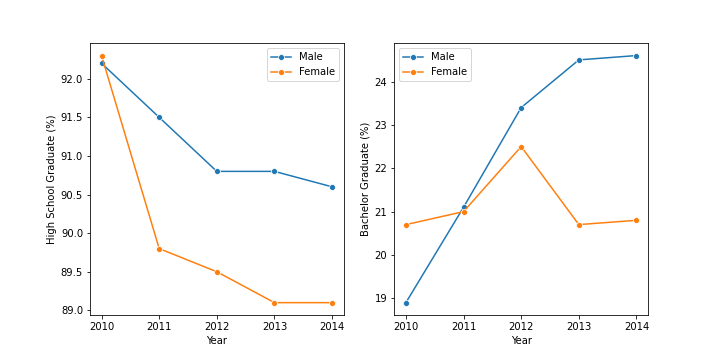 Male
Female
92.0
91.5
91.0
90.5
90.0
89.5
89.0
High School Graduate (%)
2010 2011 2012 2013 2014
Year
Male
Female
24
23
22
21
20
19
Bachelor Graduate (%)
2010 2011 2012 2013 2014
Year